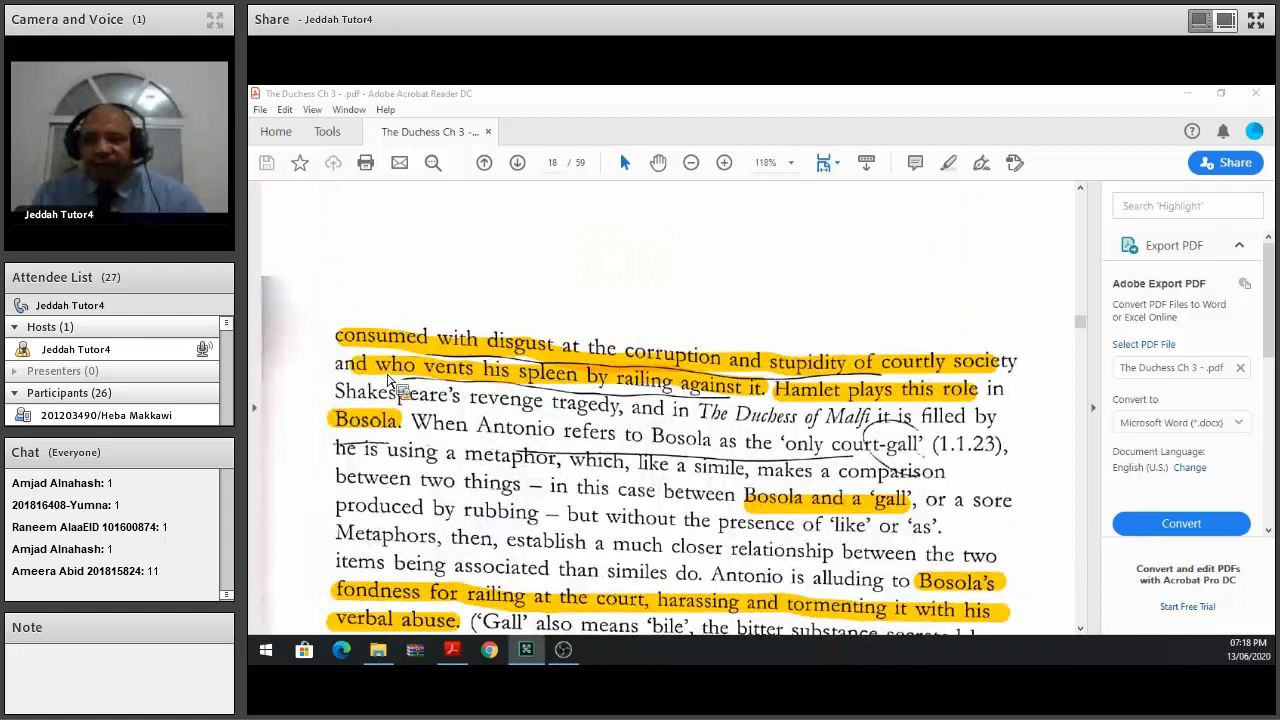 Camera and Voice (1)
Jeddah Tutor4
Attendee List (27)
Jeddah Tutor4
Hosts (1)
Jeddah Tutor4
Presenters (0)
Participants (26)
201203490/Heba Makkawi
Chat (Everyone)
Amjad Alnahash: 1
201816408-Yumna: 1
Raneem AlaaEID 101600874: 1
Amjad Alnahash: 1
Ameera Abid 201815824: 11
Note
Share - Jeddah Tutor4
The Duchess Ch 3 - .pdf - Adobe Acrobat Reader DC
File Edit View Window Help
Home Tools The Duchess Ch 3 -... ×
18 / 59 118% Share
consumed with disgust at the corruption and stupidity of courtly society
and who vents his spleen by railing against it. Hamlet plays this role in
Shakespeare's revenge tragedy, and in The Duchess of Malfi it is filled by
Bosola. When Antonio refers to Bosola as the 'only court-gall' (1.1.23),
he is using a metaphor, which, like a simile, makes a comparison
between two things – in this case between Bosola and a 'gall', or a sore
produced by rubbing – but without the presence of 'like' or 'as'.
Metaphors, then, establish a much closer relationship between the two
items being associated than similes do. Antonio is alluding to Bosola's
fondness for railing at the court, harassing and tormenting it with his
verbal abuse. ('Gall' also means 'bile', the bitter substance
Search 'Highlight'
Export PDF
Adobe Export PDF
Convert PDF Files to Word
or Excel Online
Select PDF File
The Duchess Ch 3 - .pdf
Convert to
Microsoft Word (*.docx)
Document Language:
English (U.S.) Change
Convert
Convert and edit PDFs
with Acrobat Pro DC
Start Free Trial
07:18 PM
13/06/2020